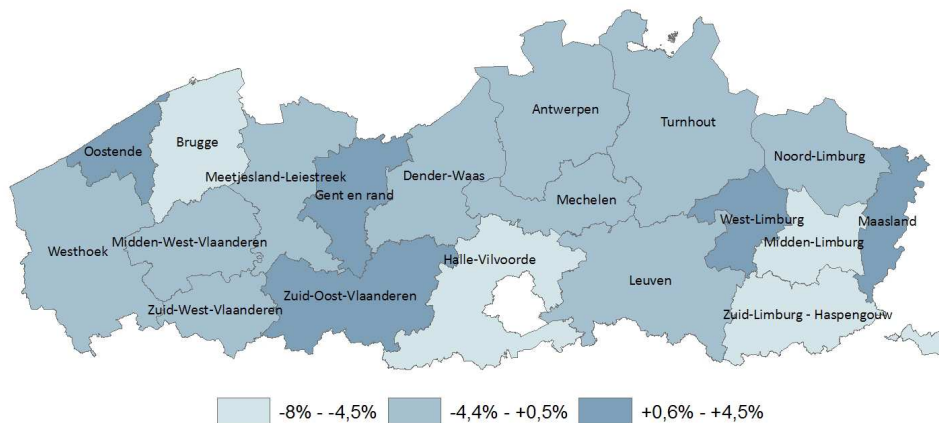 Antwerpen
Turnhout
Oostende
Brugge
Noord-Limburg
Meetjesland-Leiestreek
Dender-Waas
Gent en rand
Mechelen
West-Limburg
Maasland
Westhoek
Midden-West-Vlaanderen
Midden-Limburg
Halle-Vilvoorde
Leuven
Zuid-Oost-Vlaanderen
Zuid-West-Vlaanderen
Zuid-Limburg - Haspengouw
-8% - -4,5%
-4,4% - +0,5%
+0,6% - +4,5%